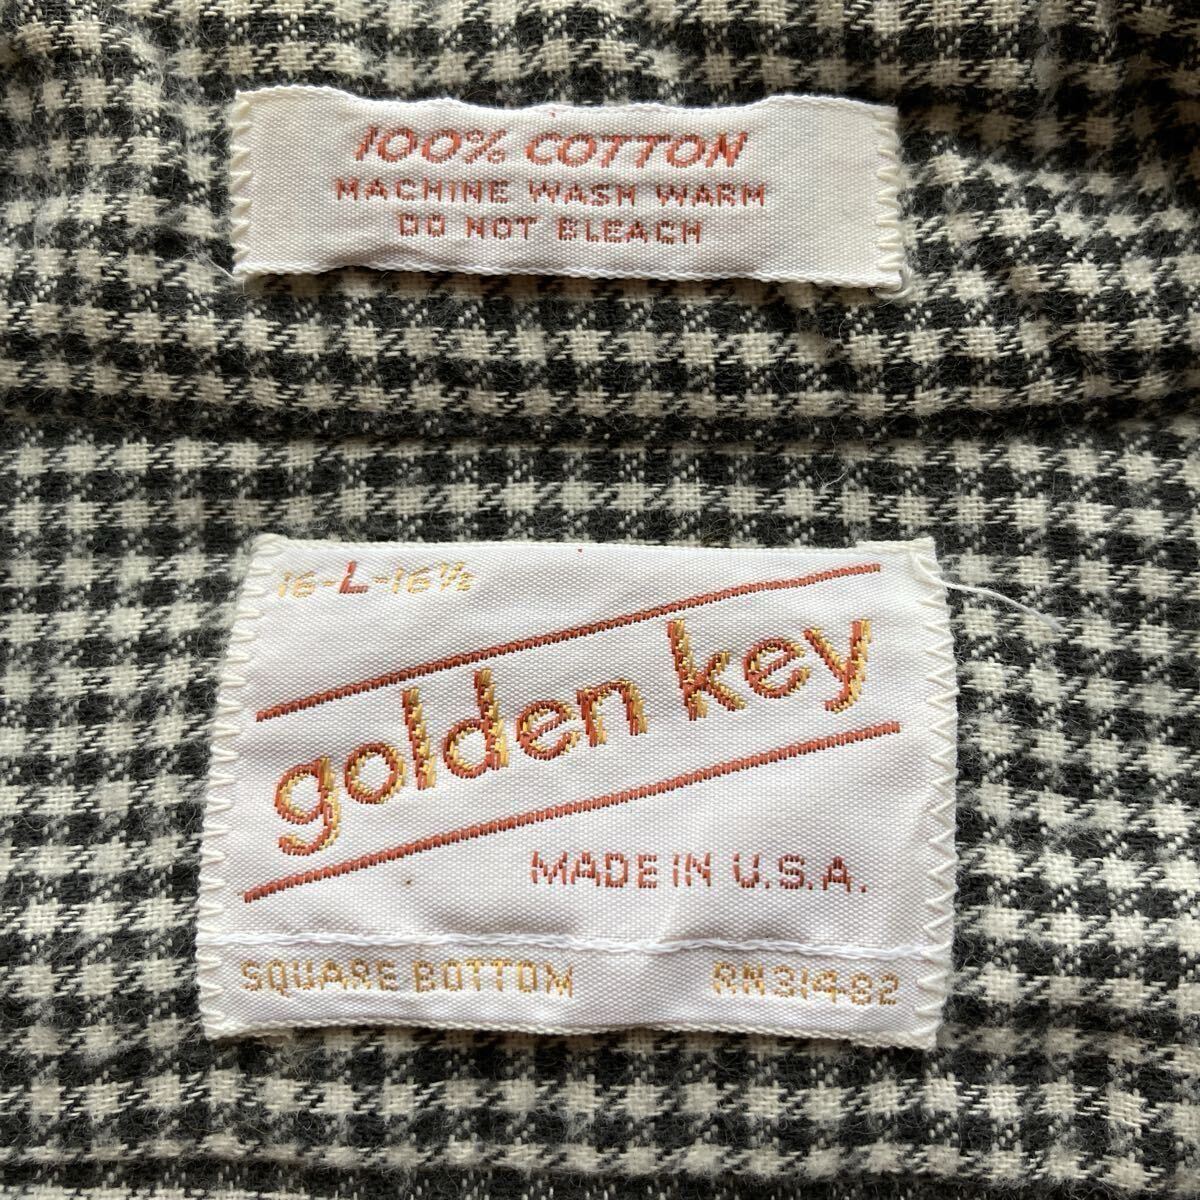 100% COTTON
MACHINE WASH WARM
DO NOT BLEACH
16-L-16½
golden key
MADE IN U.S.A.
SQUARE BOTTOM RN31482